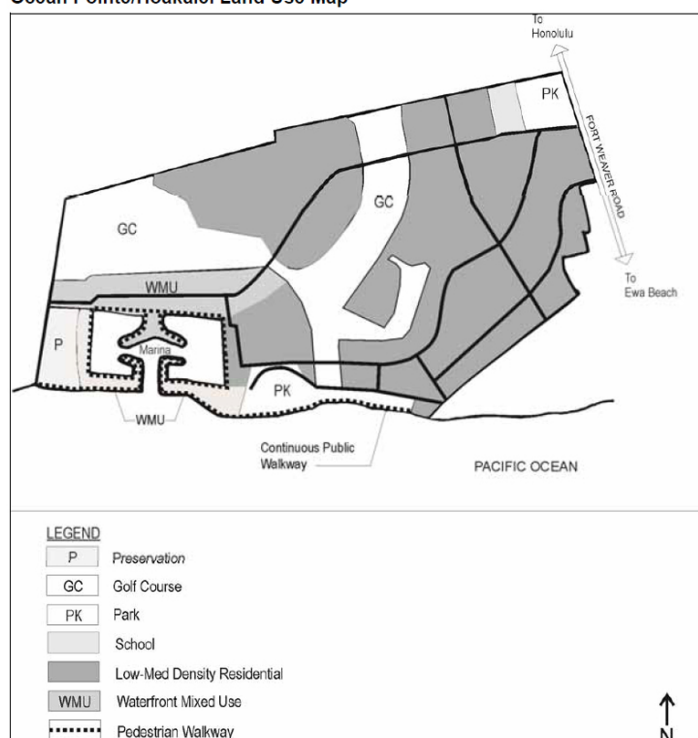 Ocean Pointe/Hoakalei Land Use Map
To
Honolulu
PK
FORT WEAVER ROAD
GC
GC
To
Ewa Beach
WMU
P
Marina
PK
WMU
Continuous Public
Walkway
PACIFIC OCEAN
LEGEND
P Preservation
GC Golf Course
PK Park
School
Low-Med Density Residential
WMU Waterfront Mixed Use
Pedestrian Walkway
N